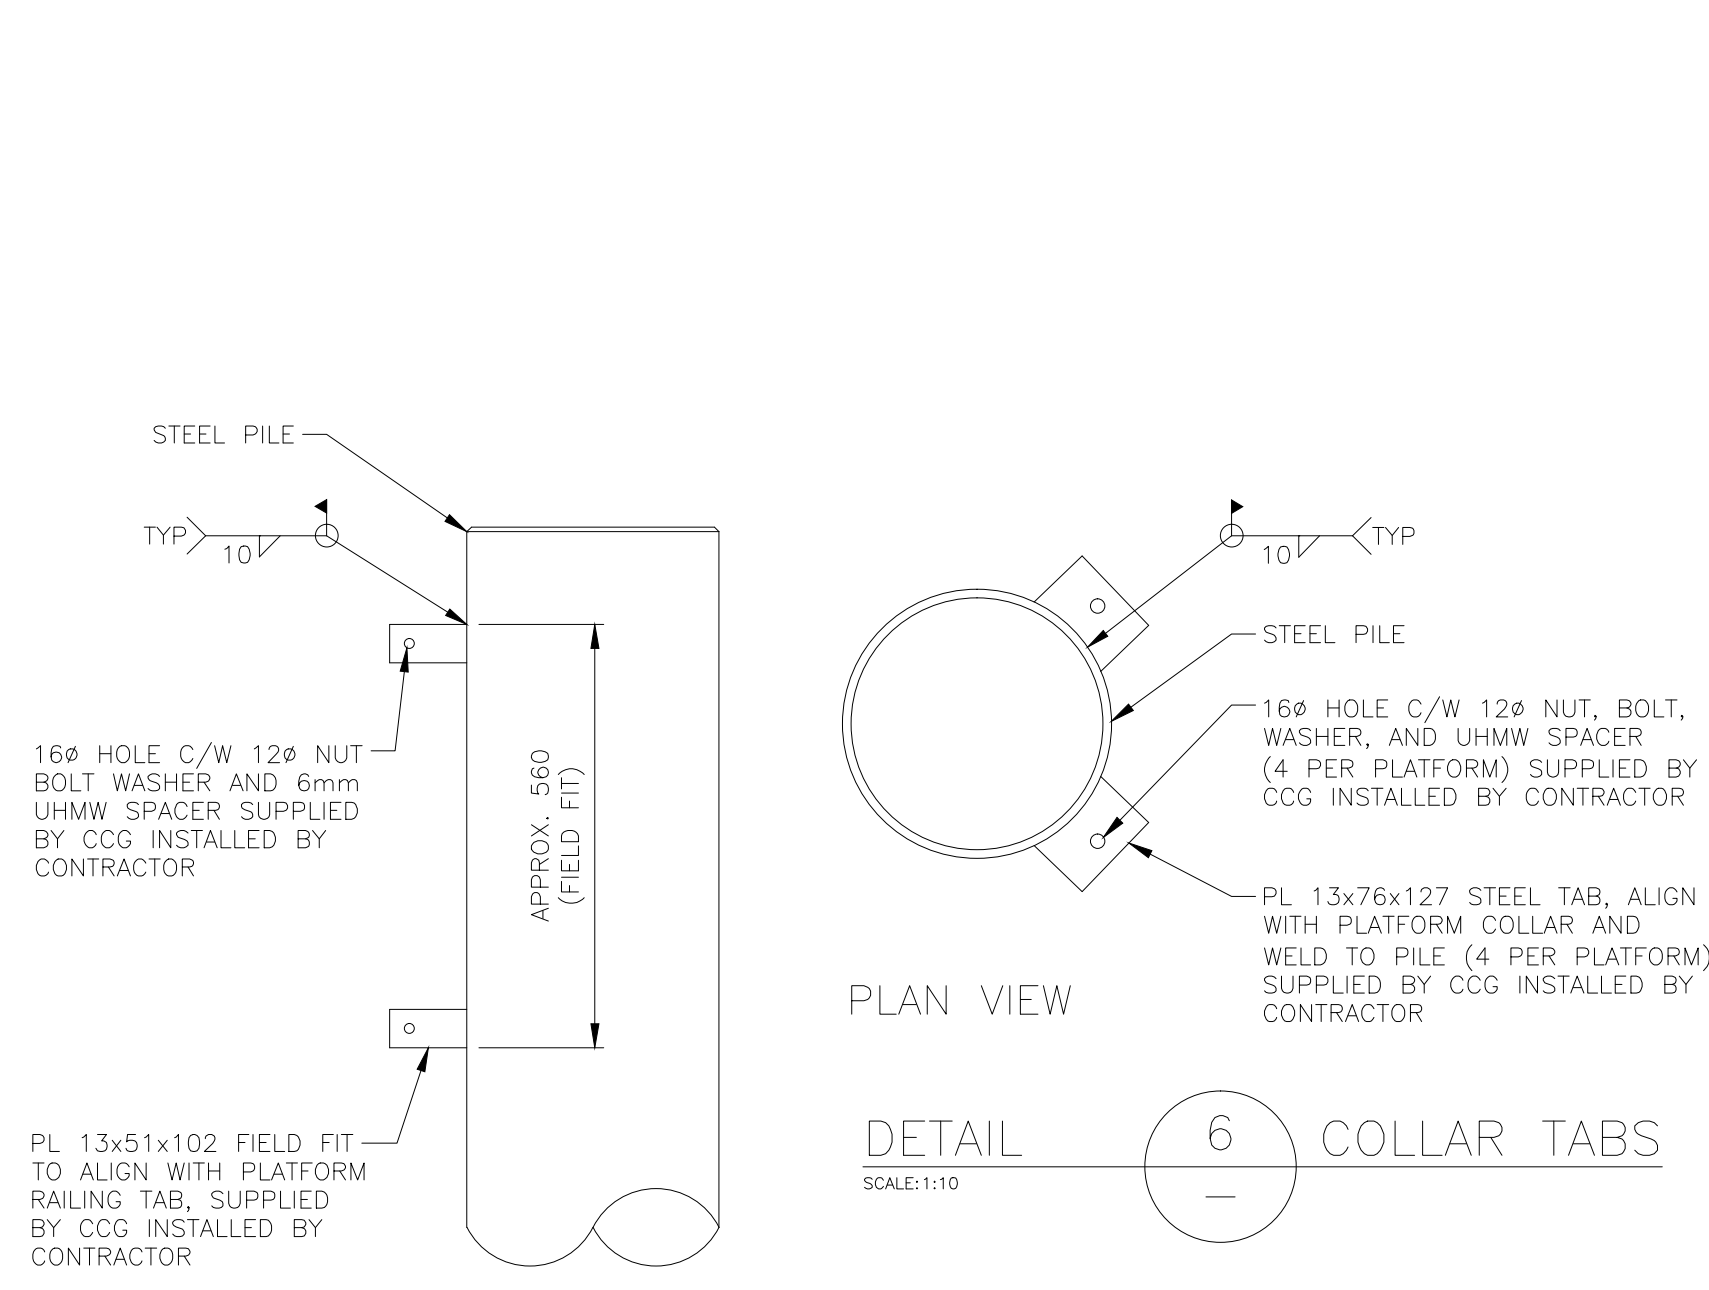 STEEL PILE
TYP
10
16ø HOLE C/W 12ø NUT
BOLT WASHER AND 6mm
UHMW SPACER SUPPLIED
BY CCG INSTALLED BY
CONTRACTOR
APPROX. 560
(FIELD FIT)
PL 13x51x102 FIELD FIT
TO ALIGN WITH PLATFORM
RAILING TAB, SUPPLIED
BY CCG INSTALLED BY
CONTRACTOR
10
TYP
STEEL PILE
16ø HOLE C/W 12ø NUT, BOLT,
WASHER, AND UHMW SPACER
(4 PER PLATFORM) SUPPLIED BY
CCG INSTALLED BY CONTRACTOR
PL 13x76x127 STEEL TAB, ALIGN
WITH PLATFORM COLLAR AND
WELD TO PILE (4 PER PLATFORM)
SUPPLIED BY CCG INSTALLED BY
CONTRACTOR
PLAN VIEW
DETAIL 6 COLLAR TABS
SCALE:1:10
—